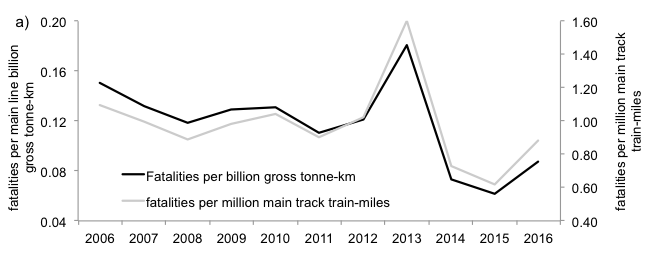 a)
fatalities per main line billion
gross tonne-km
0.20
0.16
0.12
0.08
0.04
Fatalities per billion gross tonne-km
fatalities per million main track train-miles
2006 2007 2008 2009 2010 2011 2012 2013 2014 2015 2016
1.60
1.40
1.20
1.00
0.80
0.60
0.40
fatalities per million main track
train-miles